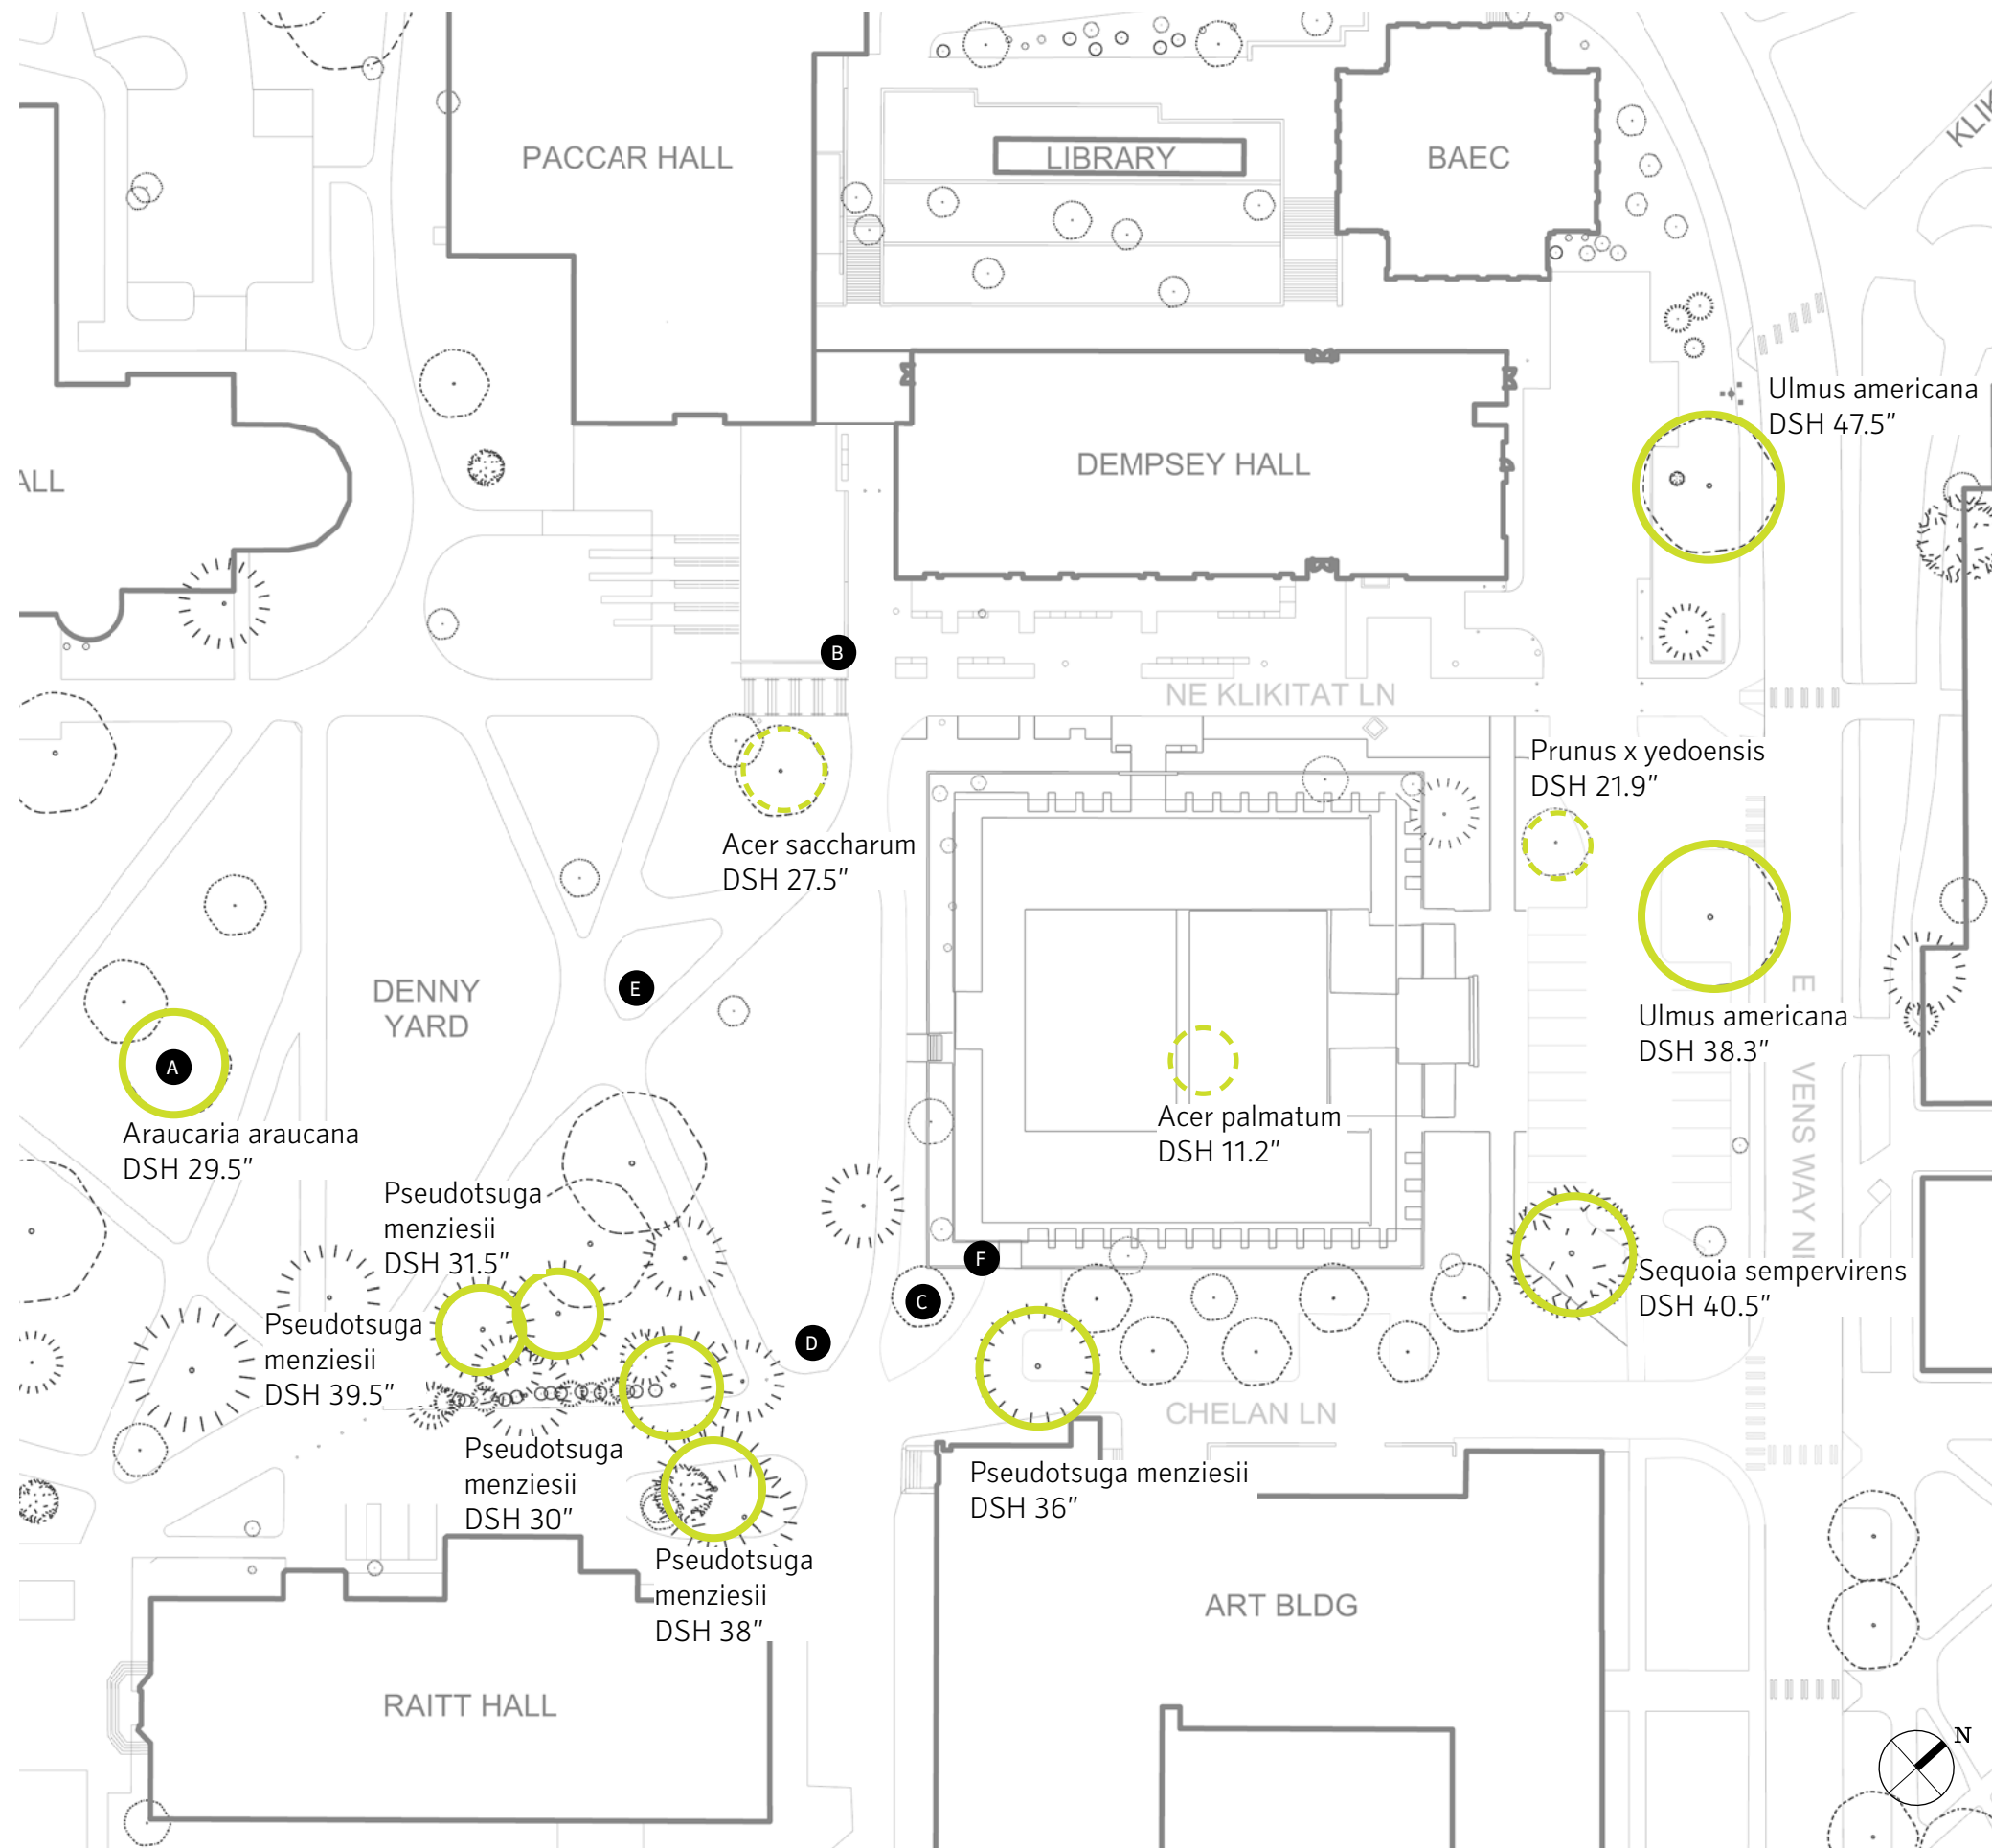 PACCAR HALL
LIBRARY
BAEC
Ulmus americana
DSH 47.5"
DEMPSEY HALL
B
NE KLIKITAT LN
Prunus x yedoensis
DSH 21.9"
Acer saccharum
DSH 27.5"
DENNY
YARD
E
Ulmus americana
DSH 38.3"
A
Acer palmatum
DSH 11.2"
Araucaria araucana
DSH 29.5"
Pseudotsuga
menziesii
DSH 31.5"
F
C
D
Sequoia sempervirens
DSH 40.5"
Pseudotsuga
menziesii
DSH 39.5"
CHELAN LN
Pseudotsuga
menziesii
DSH 30"
Pseudotsuga menziesii
DSH 36"
Pseudotsuga
menziesii
DSH 38"
ART BLDG
RAITT HALL
N